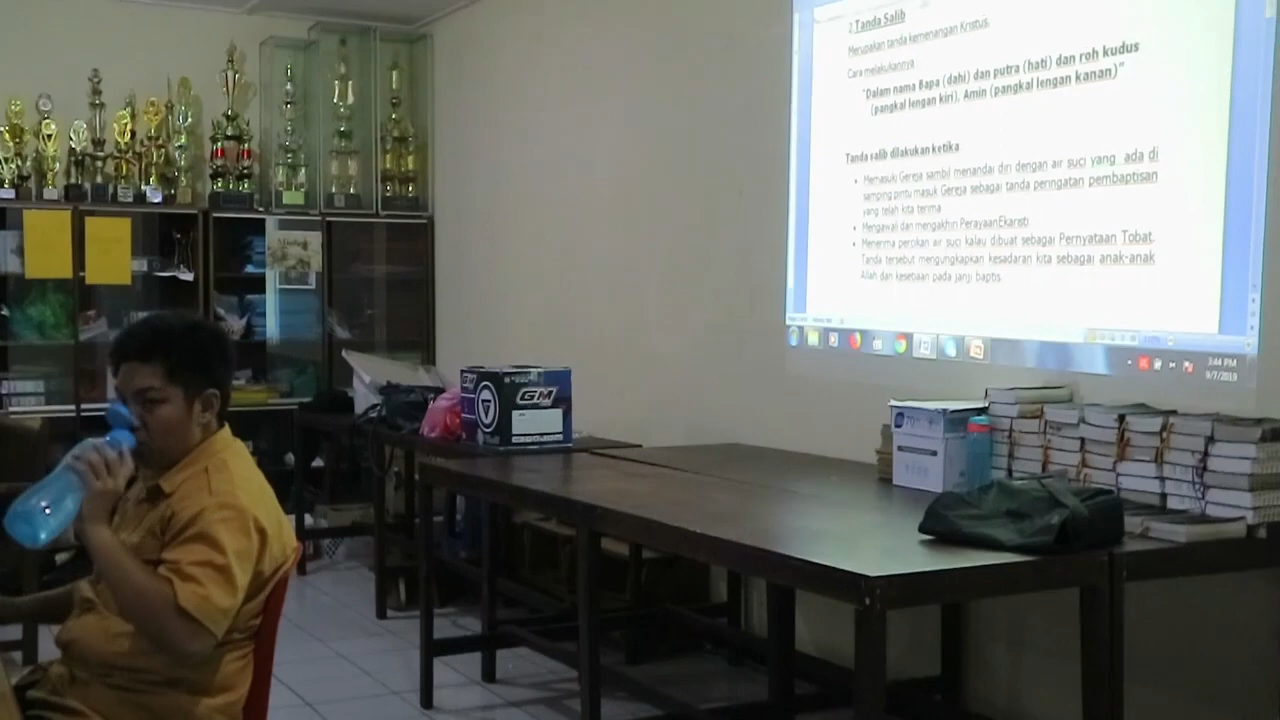 2 Tanda Salib
Merupakan tanda kemenangan Kristus.
Cara melakukannya
"Dalam nama Bapa (dahi) dan putra (hati) dan roh kudus
(pangkal lengan kiri), Amin (pangkal lengan kanan)"
Tanda salib dilakukan ketika
• Memasuki Gereja sambil menandai diri dengan air suci yang ada di
samping pintu masuk Gereja sebagai tanda peringatan pembaptisan
yang telah kita terima
• Mengawali dan mengakhiri PerayaanEkaristi
• Menerima percikan air suci kalau dibuat sebagai Pernyataan Tobat.
Tanda tersebut mengungkapkan kesadaran kita sebagai anak-anak
Allah dan kesetiaan pada janji baptis
3:44 PM
9/7/2019
GM
GM
70